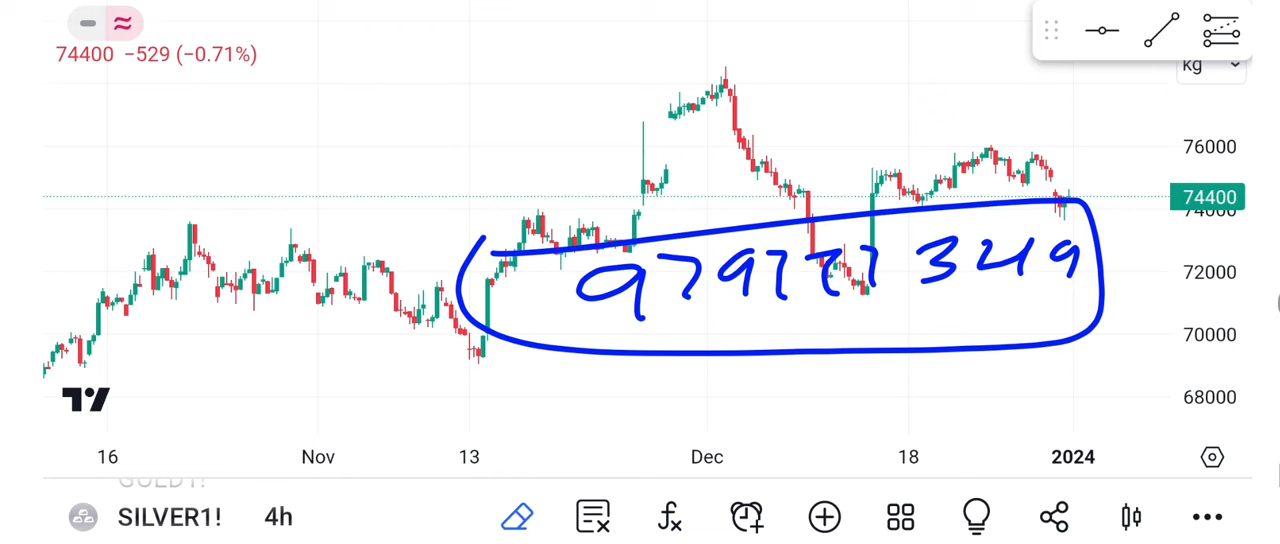 74400 −529 (−0.71%)
kg
76000
74400
74000
72000
70000
68000
16 Nov 13 Dec 18 2024
GOLD1!
SILVER1! 4h